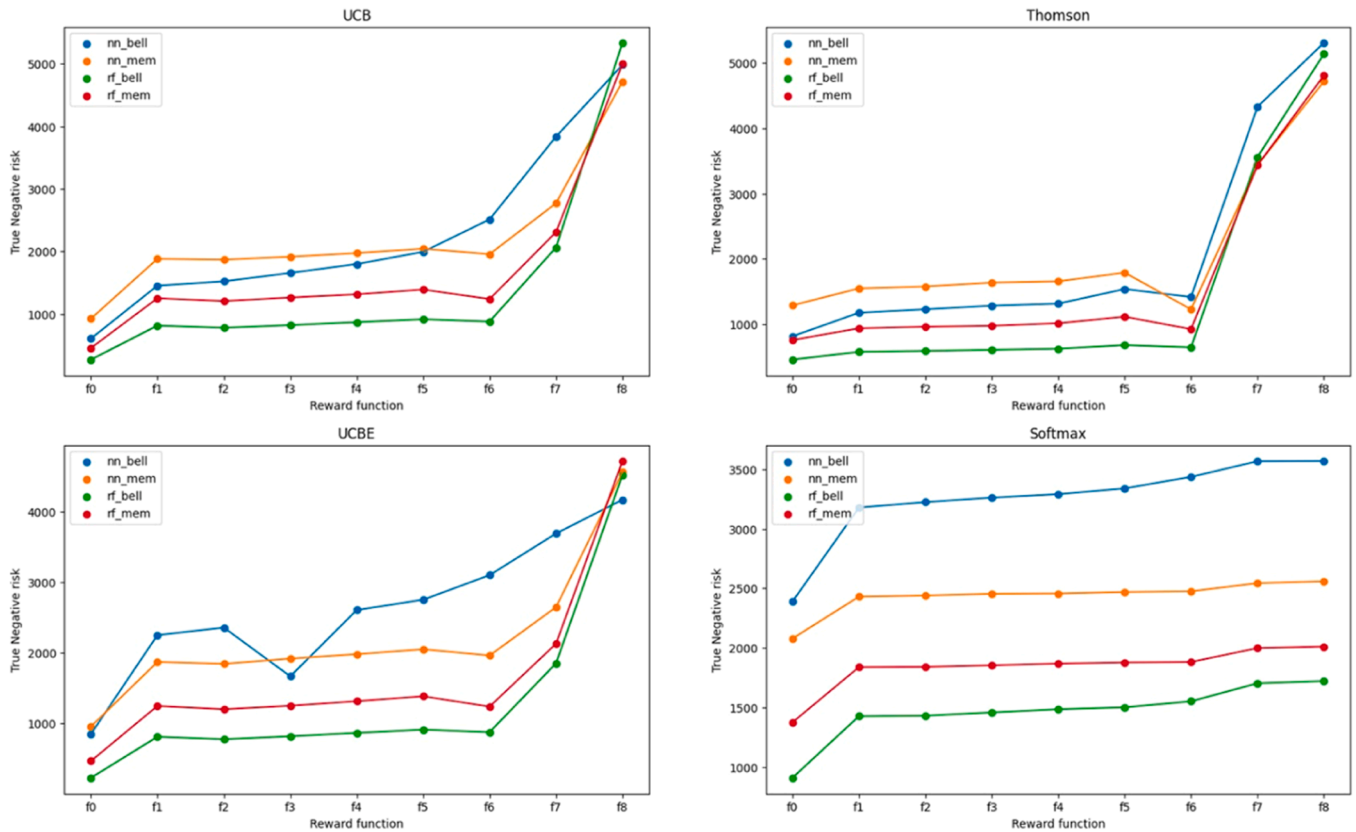 UCB
nn_bell
nn_mem
rf_bell
rf_mem
True Negative risk
5000
4000
3000
2000
1000
f0 f1 f2 f3 f4 f5 f6 f7 f8
Reward function
Thomson
nn_bell
nn_mem
rf_bell
rf_mem
True Negative risk
5000
4000
3000
2000
1000
f0 f1 f2 f3 f4 f5 f6 f7 f8
Reward function
UCBE
nn_bell
nn_mem
rf_bell
rf_mem
True Negative risk
4000
3000
2000
1000
f0 f1 f2 f3 f4 f5 f6 f7 f8
Reward function
Softmax
nn_bell
nn_mem
rf_bell
rf_mem
True Negative risk
3500
3000
2500
2000
1500
1000
f0 f1 f2 f3 f4 f5 f6 f7 f8
Reward function